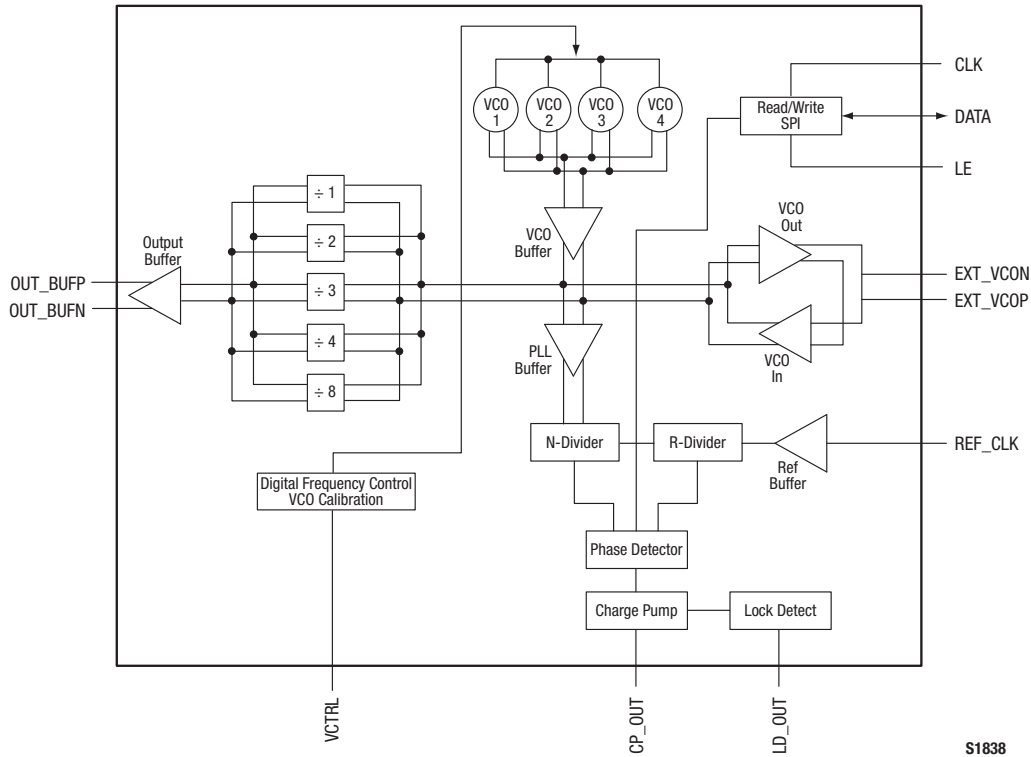 VCO
1
VCO
2
VCO
3
VCO
4
Read/Write
SPI
CLK
DATA
LE
÷ 1
÷ 2
÷ 3
÷ 4
÷ 8
Output
Buffer
OUT_BUFP
OUT_BUFN
VCO
Buffer
PLL
Buffer
VCO
Out
VCO
In
EXT_VCON
EXT_VCOP
N-Divider
R-Divider
Ref
Buffer
REF_CLK
Digital Frequency Control
VCO Calibration
Phase Detector
Charge Pump
Lock Detect
VCTRL
CP_OUT
LD_OUT
S1838